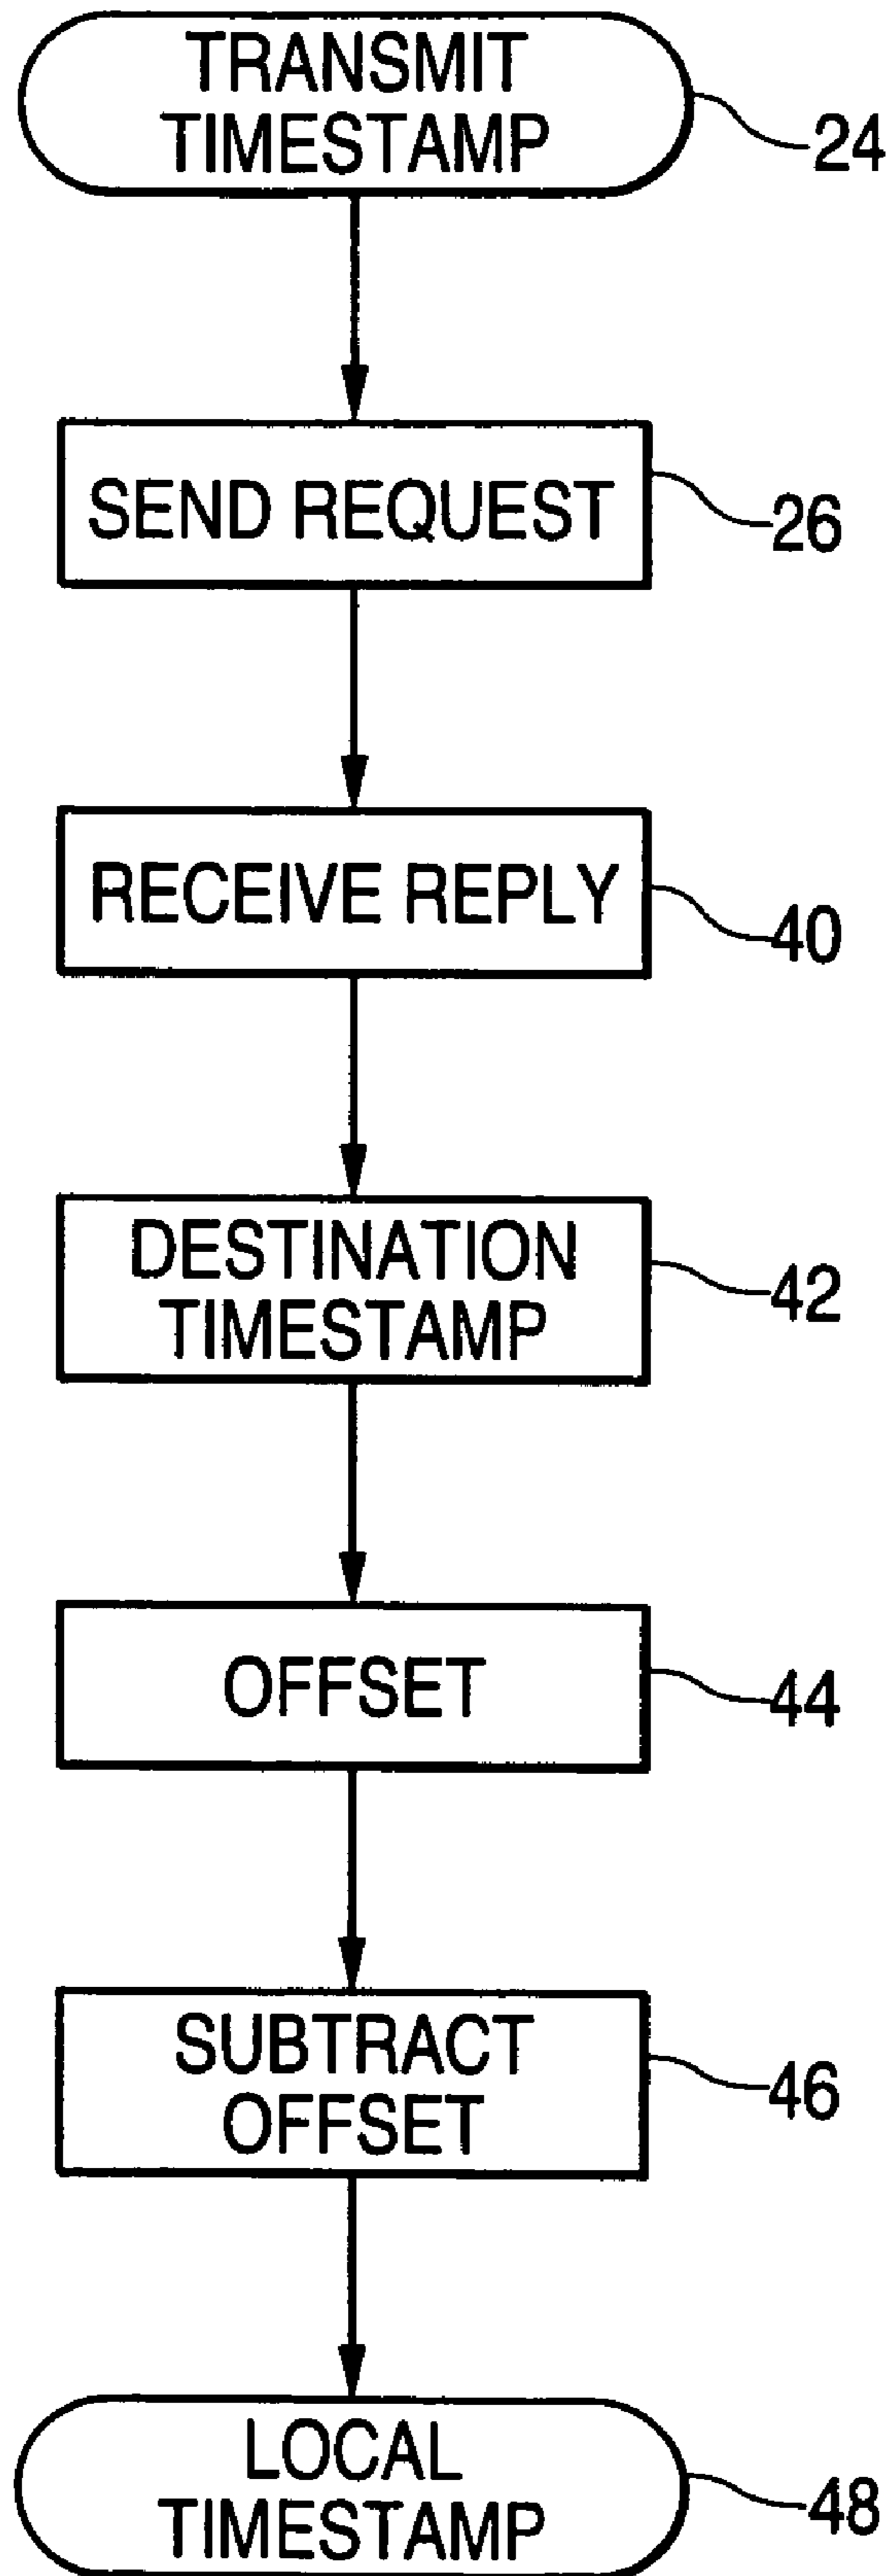 TRANSMIT
TIMESTAMP
24
SEND REQUEST
26
RECEIVE REPLY
40
DESTINATION
TIMESTAMP
42
OFFSET
44
SUBTRACT
OFFSET
46
LOCAL
TIMESTAMP
48